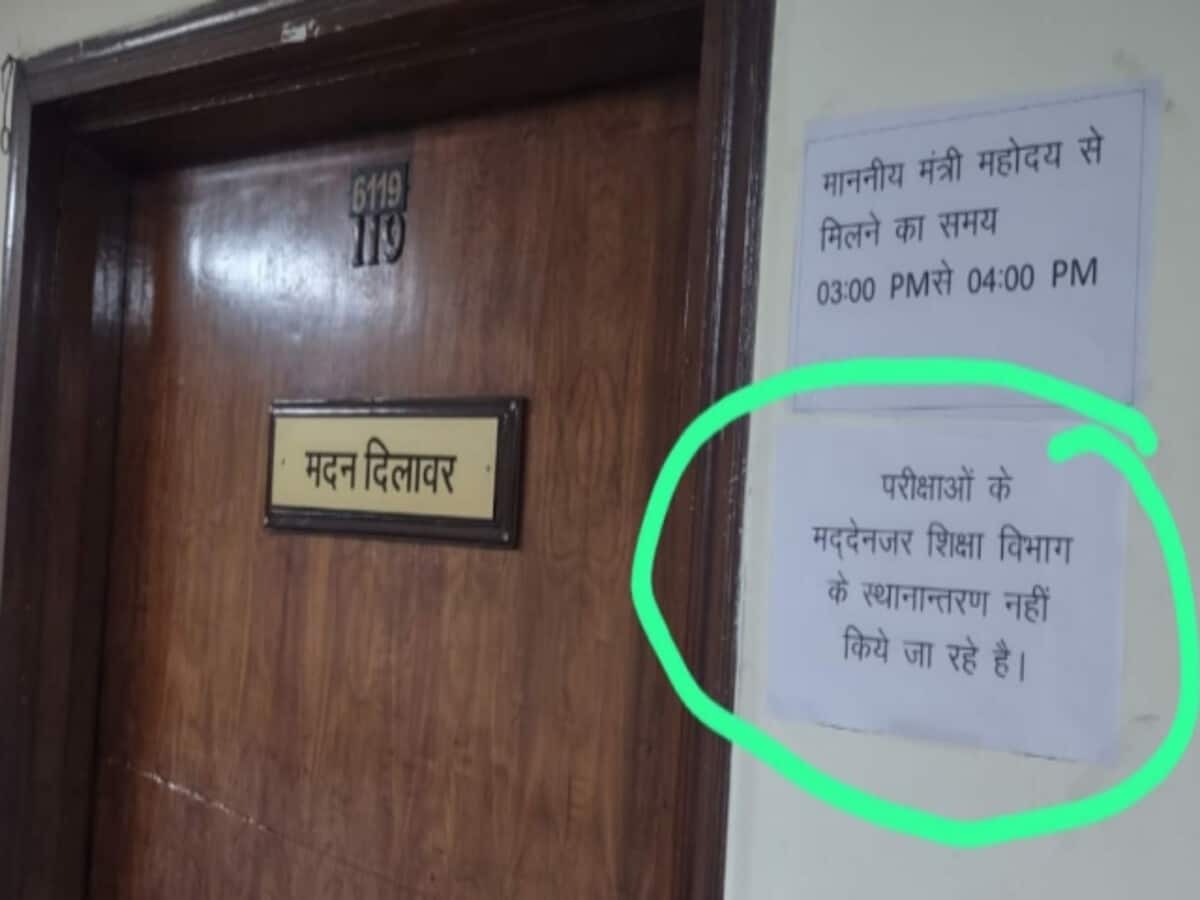 6119
119
मदन दिलावर
माननीय मंत्री महोदय से
मिलने का समय
03:00 PMसे 04:00 PM
परीक्षाओं के
मद्‌देनजर शिक्षा विभाग
के स्थानान्तरण नहीं
किये जा रहे है।